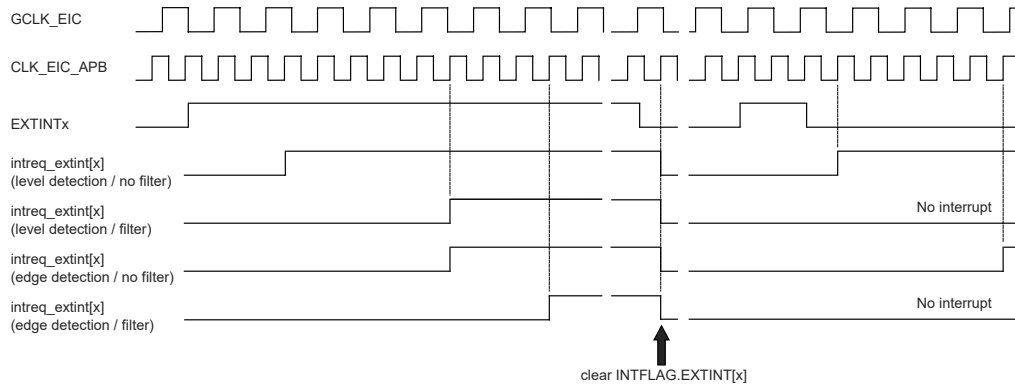 GCLK_EIC
CLK_EIC_APB
EXTINTx
intreq_extint[x]
(level detection / no filter)
intreq_extint[x]
(level detection / filter)
No interrupt
intreq_extint[x]
(edge detection / no filter)
intreq_extint[x]
(edge detection / filter)
No interrupt
clear INTFLAG.EXTINT[x]